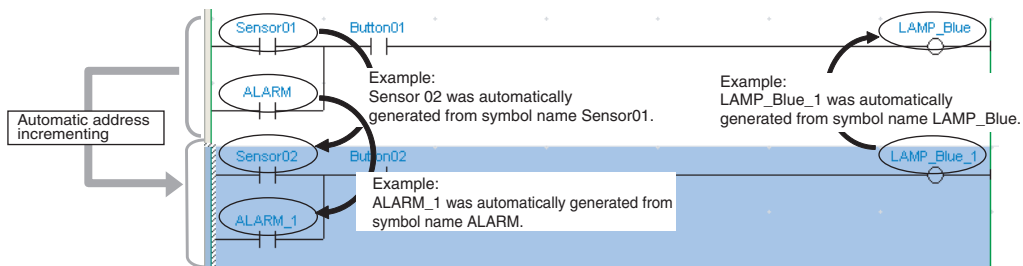 Sensor01 Button01 LAMP_Blue
Example:
Sensor 02 was automatically
generated from symbol name Sensor01.
Example:
LAMP_Blue_1 was automatically
generated from symbol name LAMP_Blue.
ALARM
Automatic address
incrementing
Sensor02 Button02 LAMP_Blue_1
Example:
ALARM_1 was automatically generated from
symbol name ALARM.
ALARM_1